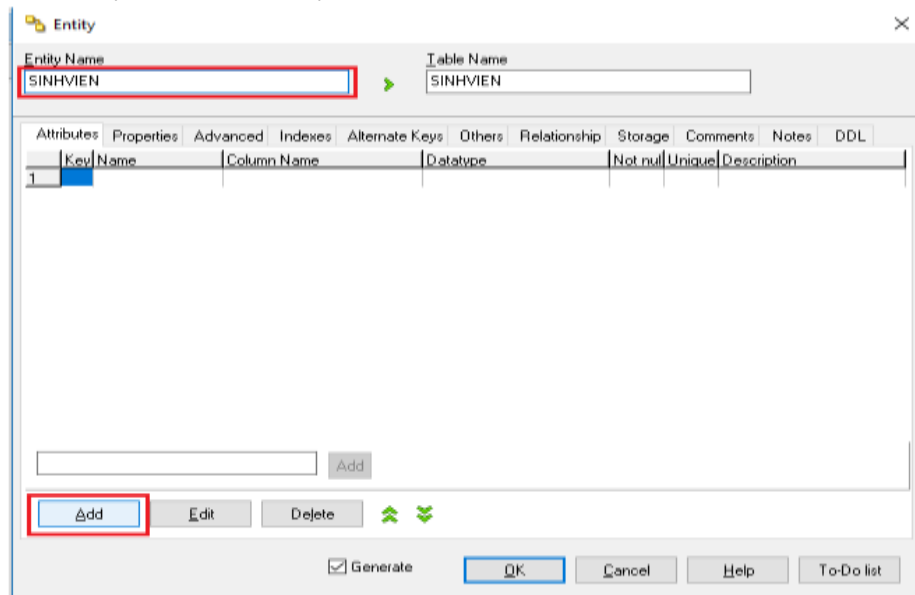 Entity
Entity Name
Table Name
SINHVIEN
SINHVIEN
Attributes Properties Advanced Indexes Alternate Keys Others Relationship Storage Comments Notes DDL
Key Name Column Name Datatype Not nul Unique Description
1
Add
Add Edit Delete
Generate OK Cancel Help To-Do list